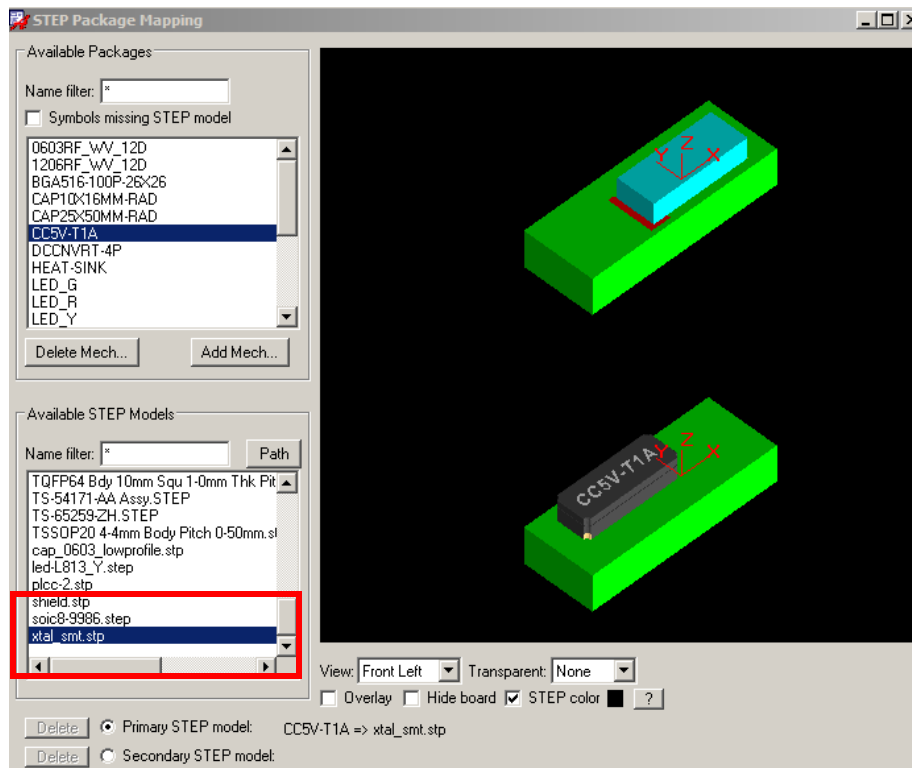 STEP Package Mapping
Available Packages
Name filter: *
Symbols missing STEP model
0603RF_WV_12D
1206RF_WV_12D
BGA516-100P-26X26
CAP10X16MM-RAD
CAP25X50MM-RAD
CC5V-T1A
DCCNVRT-4P
HEAT-SINK
LED_G
LED_R
LED_Y
Delete Mech...
Add Mech...
Available STEP Models
Name filter: *
Path
TQFP64 Bdy 10mm Squ 1-0mm Thk Pit
TS-54171-AA Assy.STEP
TS-65259-ZH.STEP
TSSOP20 4-4mm Body Pitch 0-50mm.st
cap_0603_lowprofile.stp
led-L813_Y.step
plcc-2.stp
shield.stp
soic8-9986.step
xtal_smt.stp
Y Z X
Y Z X
CC5V-T1A
View: Front Left Transparent: None
Overlay Hide board STEP color ?
Delete Primary STEP model: CC5V-T1A => xtal_smt.stp
Delete Secondary STEP model: